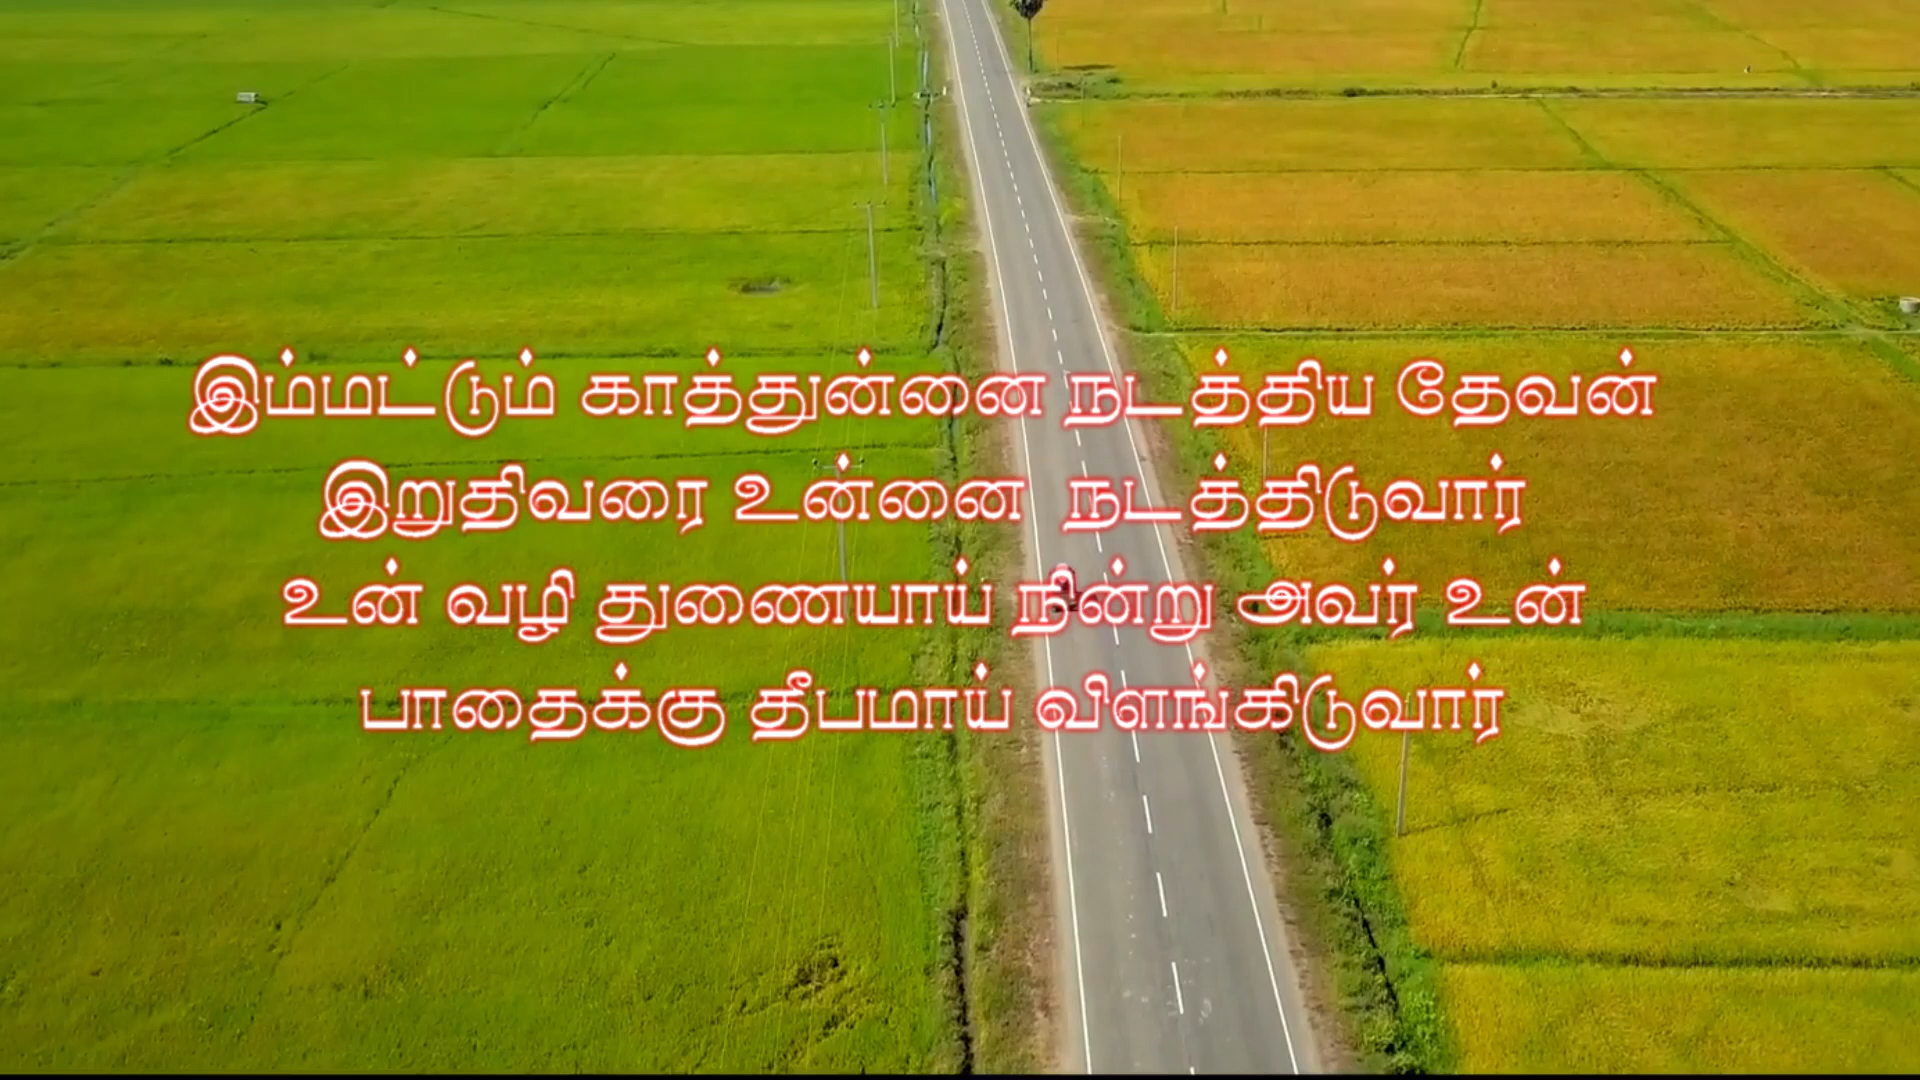 இம்மட்டும் காத்துன்னை நடத்திய தேவன்
இறுதிவரை உன்னை நடத்திடுவார்
உன் வழி துணையாய் நின்று அவர் உன்
பாதைக்கு தீபமாய் விளங்கிடுவார்